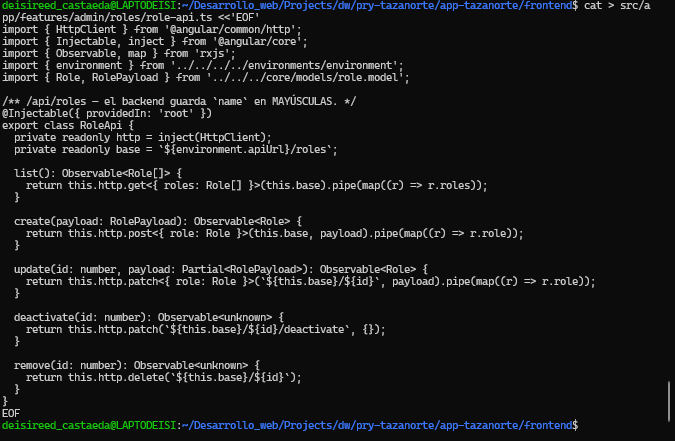 deisireed_castaeda@LAPTODEISI:~/Desarrollo_web/Projects/dw/pry-tazanorte/app-tazanorte/frontend$ cat > src/a
pp/features/admin/roles/role-api.ts <<'EOF'
import { HttpClient } from '@angular/common/http';
import { Injectable, inject } from '@angular/core';
import { Observable, map } from 'rxjs';
import { environment } from '../../../../environments/environment';
import { Role, RolePayload } from '../../../core/models/role.model';

/** /api/roles — el backend guarda `name` en MAYÚSCULAS. */
@Injectable({ providedIn: 'root' })
export class RoleApi {
  private readonly http = inject(HttpClient);
  private readonly base = `${environment.apiUrl}/roles`;

  list(): Observable<Role[]> {
    return this.http.get<{ roles: Role[] }>(this.base).pipe(map((r) => r.roles));
  }

  create(payload: RolePayload): Observable<Role> {
    return this.http.post<{ role: Role }>(this.base, payload).pipe(map((r) => r.role));
  }

  update(id: number, payload: Partial<RolePayload>): Observable<Role> {
    return this.http.patch<{ role: Role }>(`${this.base}/${id}`, payload).pipe(map((r) => r.role));
  }

  deactivate(id: number): Observable<unknown> {
    return this.http.patch(`${this.base}/${id}/deactivate`, {});
  }

  remove(id: number): Observable<unknown> {
    return this.http.delete(`${this.base}/${id}`);
  }
}
EOF
deisireed_castaeda@LAPTODEISI:~/Desarrollo_web/Projects/dw/pry-tazanorte/app-tazanorte/frontend$